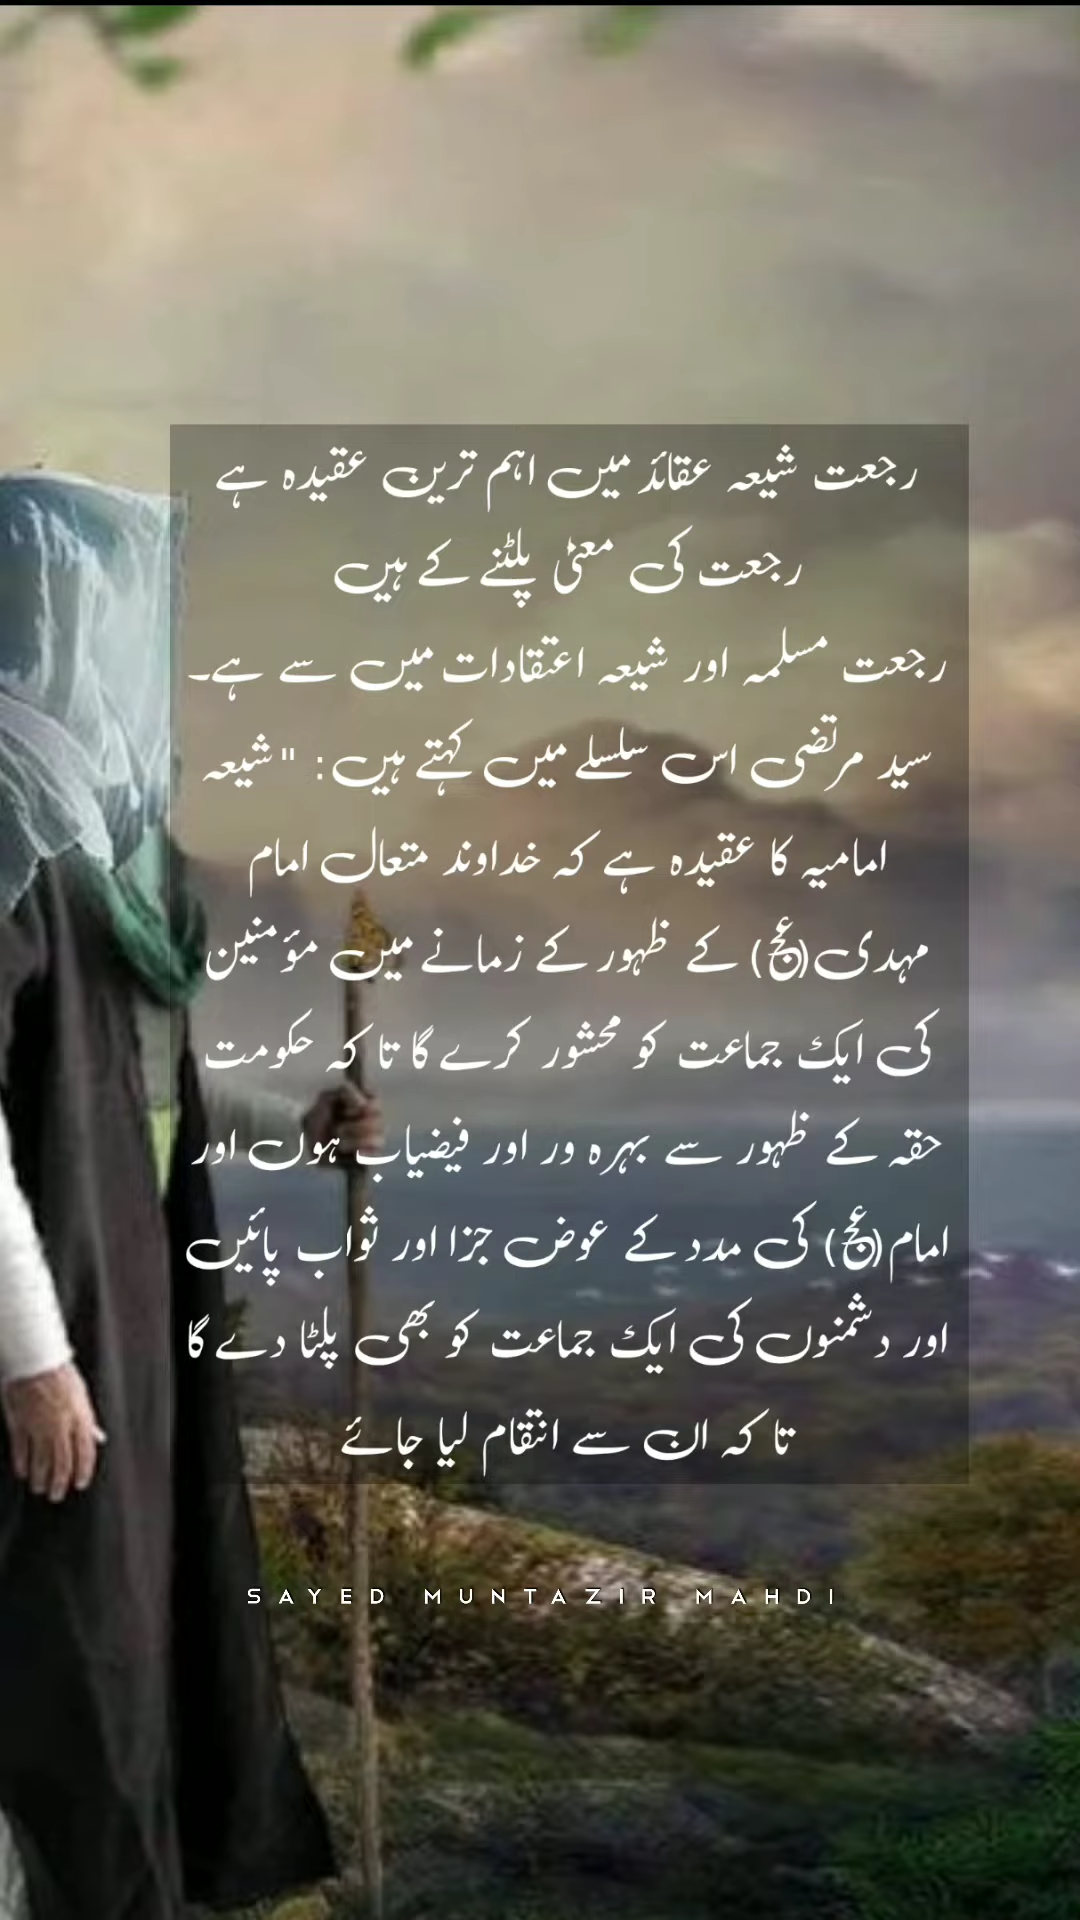 رجعت شیعہ عقائد میں اہم ترین عقیدہ ہے
رجعت کی معنیٰ پلٹنے کے ہیں
رجعت مسلمہ اور شیعہ اعتقادات میں سے ہے۔
سید مرتضی اس سلسلے میں کہتے ہیں: "شیعہ
امامیہ کا عقیدہ ہے کہ خداوند متعال امام
مہدی(عج) کے ظہور کے زمانے میں مؤمنین
کی ایک جماعت کو محشور کرے گا تا کہ حکومت
حقہ کے ظہور سے بہرہ ور اور فیضیاب ہوں اور
امام(عج) کی مدد کے عوض جزا اور ثواب پائیں
اور دشمنوں کی ایک جماعت کو بھی پلٹا دے گا
تا کہ ان سے انتقام لیا جائے
SAYED MUNTAZIR MAHDI